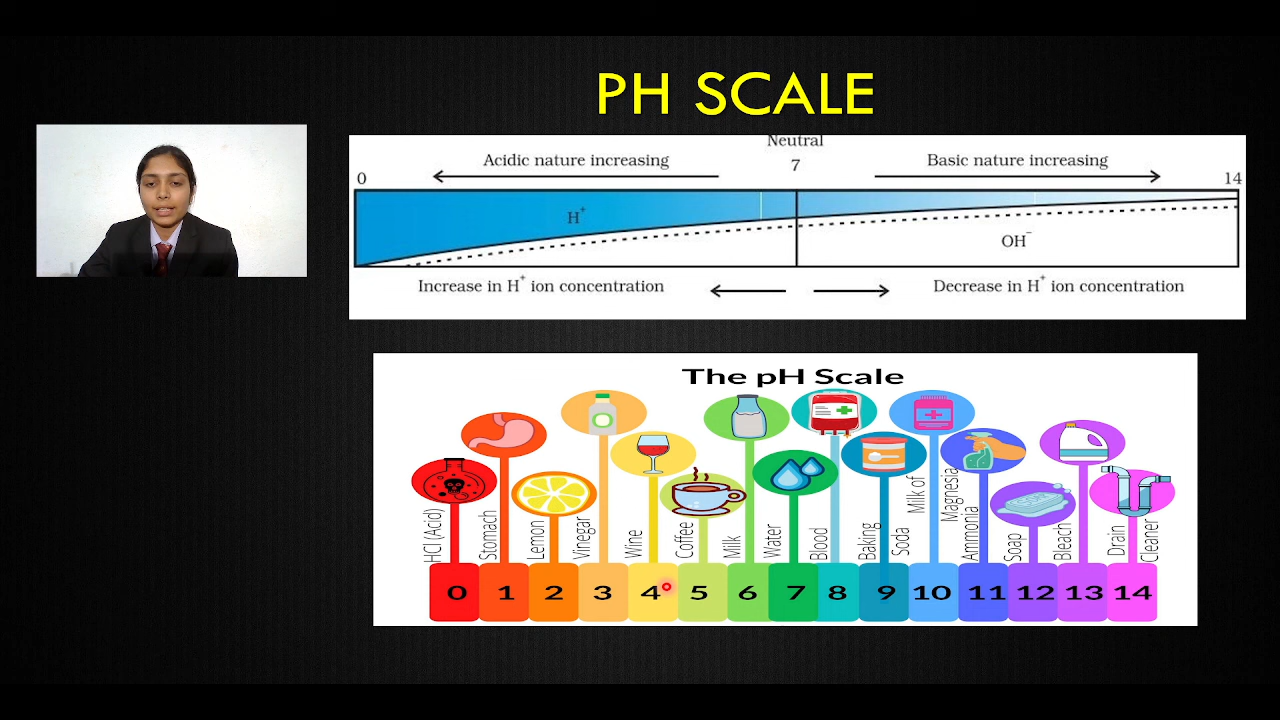 PH SCALE
Neutral
Acidic nature increasing
7
Basic nature increasing
0
14
H+
OH-
Increase in H+ ion concentration
Decrease in H+ ion concentration
The pH Scale
HCl (Acid)
Stomach
Lemon
Vinegar
Wine
Coffee
Milk
Water
Blood
Baking
Soda
Milk of
Magnesia
Ammonia
Soap
Bleach
Drain
Cleaner
0 1 2 3 4 5 6 7 8 9 10 11 12 13 14